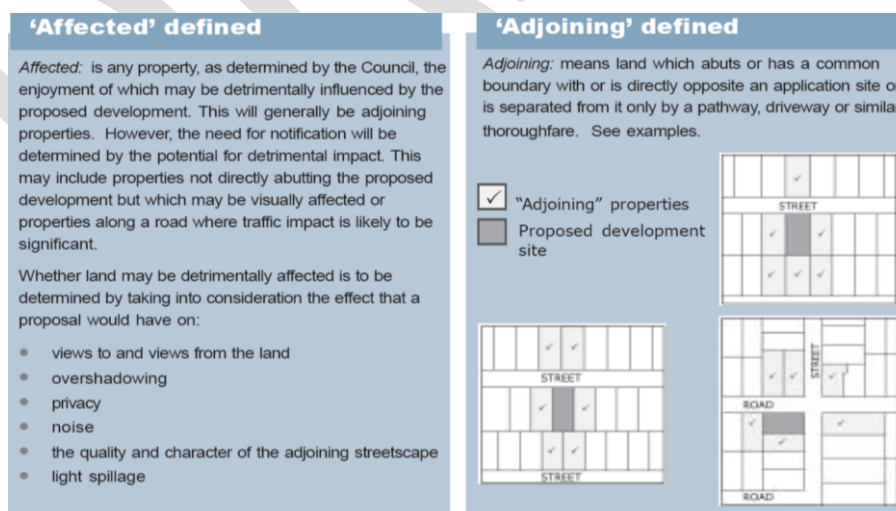 ‘Affected’ defined
Affected: is any property, as determined by the Council, the
enjoyment of which may be detrimentally influenced by the
proposed development. This will generally be adjoining
properties. However, the need for notification will be
determined by the potential for detrimental impact. This
may include properties not directly abutting the proposed
development but which may be visually affected or
properties along a road where traffic impact is likely to be
significant.
Whether land may be detrimentally affected is to be
determined by taking into consideration the effect that a
proposal would have on:
views to and views from the land
overshadowing
privacy
noise
the quality and character of the adjoining streetscape
light spillage
‘Adjoining’ defined
Adjoining: means land which abuts or has a common
boundary with or is directly opposite an application site or
is separated from it only by a pathway, driveway or similar
thoroughfare. See examples.
“Adjoining” properties
Proposed development
site
STREET
STREET
STREET
STREET
ROAD
ROAD